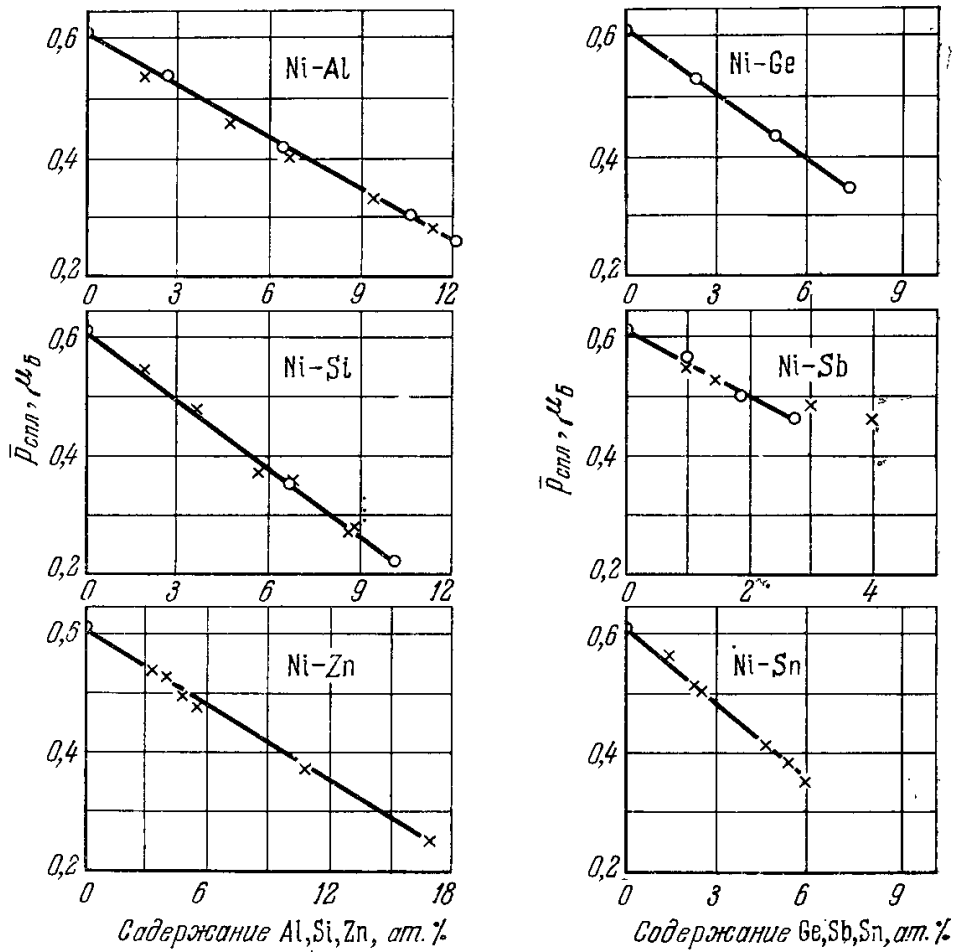 0,6
0,4
0,2
Ni-Al
0 3 6 9 12
0,6
0,4
0,2
Ni-Ge
0 3 6 9
p̄спл, μБ
0,6
0,4
0,2
Ni-Si
0 3 6 9 12
p̄спл, μБ
0,6
0,4
0,2
Ni-Sb
0 2 4
0,5
0,4
0,2
Ni-Zn
0 6 12 18
Содержание Al,Si,Zn, ат.%
0,6
0,4
0,2
Ni-Sn
0 3 6 9
Содержание Ge,Sb,Sn,ат.%